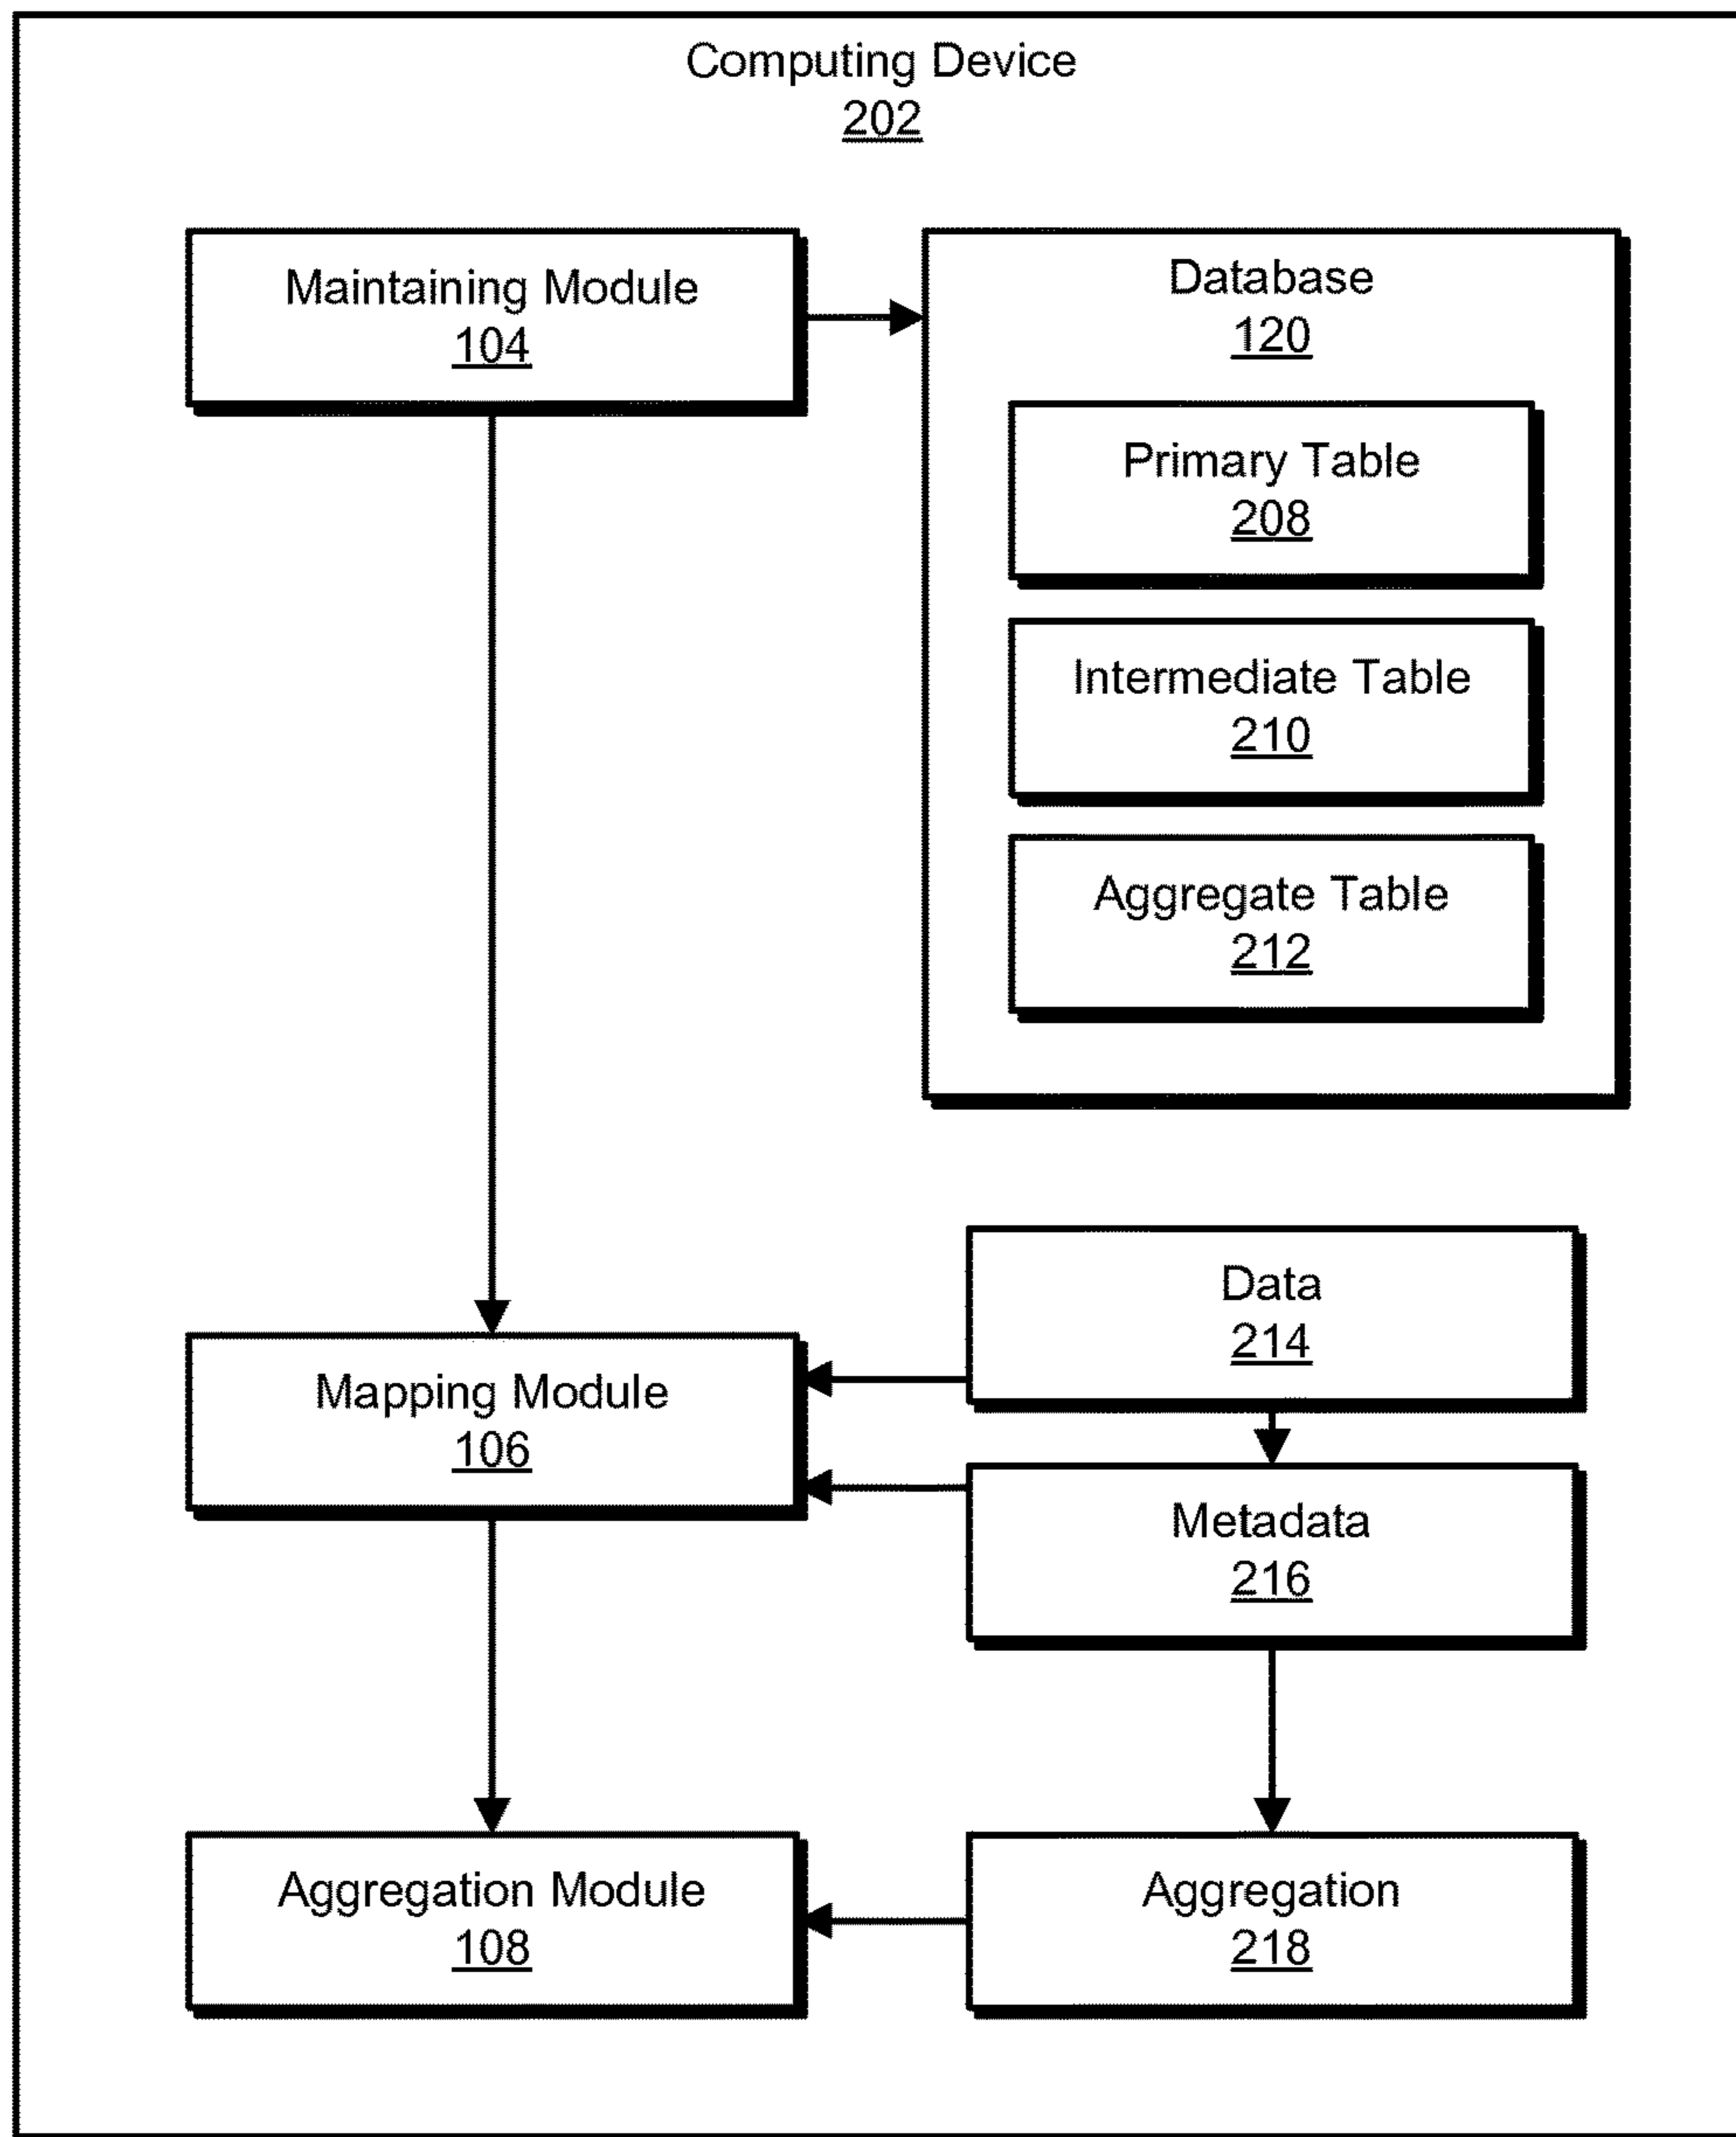 Computing Device
202
Maintaining Module
104
Database
120
Primary Table
208
Intermediate Table
210
Aggregate Table
212
Data
214
Mapping Module
106
Metadata
216
Aggregation Module
108
Aggregation
218